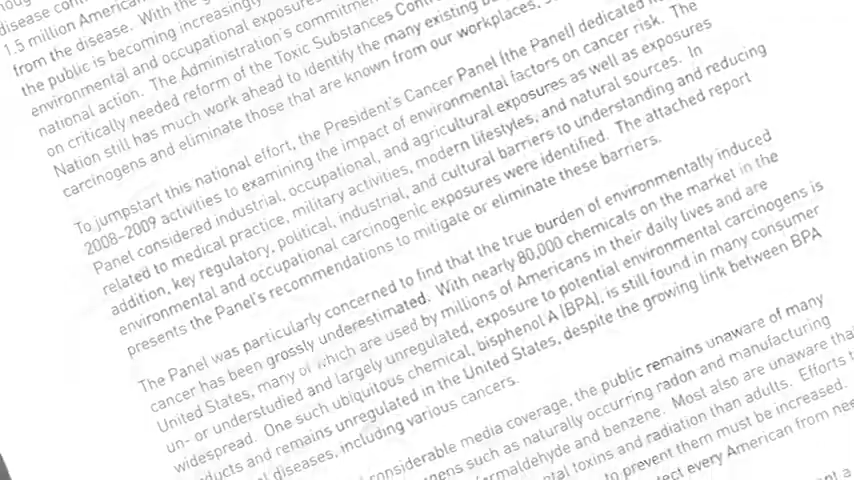 disease con
1.5 million American
from the disease. With the g
the public is becoming increasingly
environmental and occupational exposures
national action. The Administration's commitment
on critically needed reform of the Toxic Substances Contr
Nation still has much work ahead to identify the many existing b
carcinogens and eliminate those that are known from our workplaces, s
To jumpstart this national effort, the President's Cancer Panel (the Panel) dedicated it
2008–2009 activities to examining the impact of environmental factors on cancer risk. The
Panel considered industrial, occupational, and agricultural exposures as well as exposures
related to medical practice, military activities, modern lifestyles, and natural sources. In
addition, key regulatory, political, industrial, and cultural barriers to understanding and reducing
environmental and occupational carcinogenic exposures were identified. The attached report
presents the Panel's recommendations to mitigate or eliminate these barriers.
The Panel was particularly concerned to find that the true burden of environmentally induced
cancer has been grossly underestimated. With nearly 80,000 chemicals on the market in the
United States, many of which are used by millions of Americans in their daily lives and are
un- or understudied and largely unregulated, exposure to potential environmental carcinogens is
widespread. One such ubiquitous chemical, bisphenol A (BPA), is still found in many consumer
ducts and remains unregulated in the United States, despite the growing link between BPA
l diseases, including various cancers.
considerable media coverage, the public remains unaware of many
gens such as naturally occurring radon and manufacturing
rmaldehyde and benzene. Most also are unaware tha
tal toxins and radiation than adults. Efforts t
to prevent them must be increased.
tect every American from nee